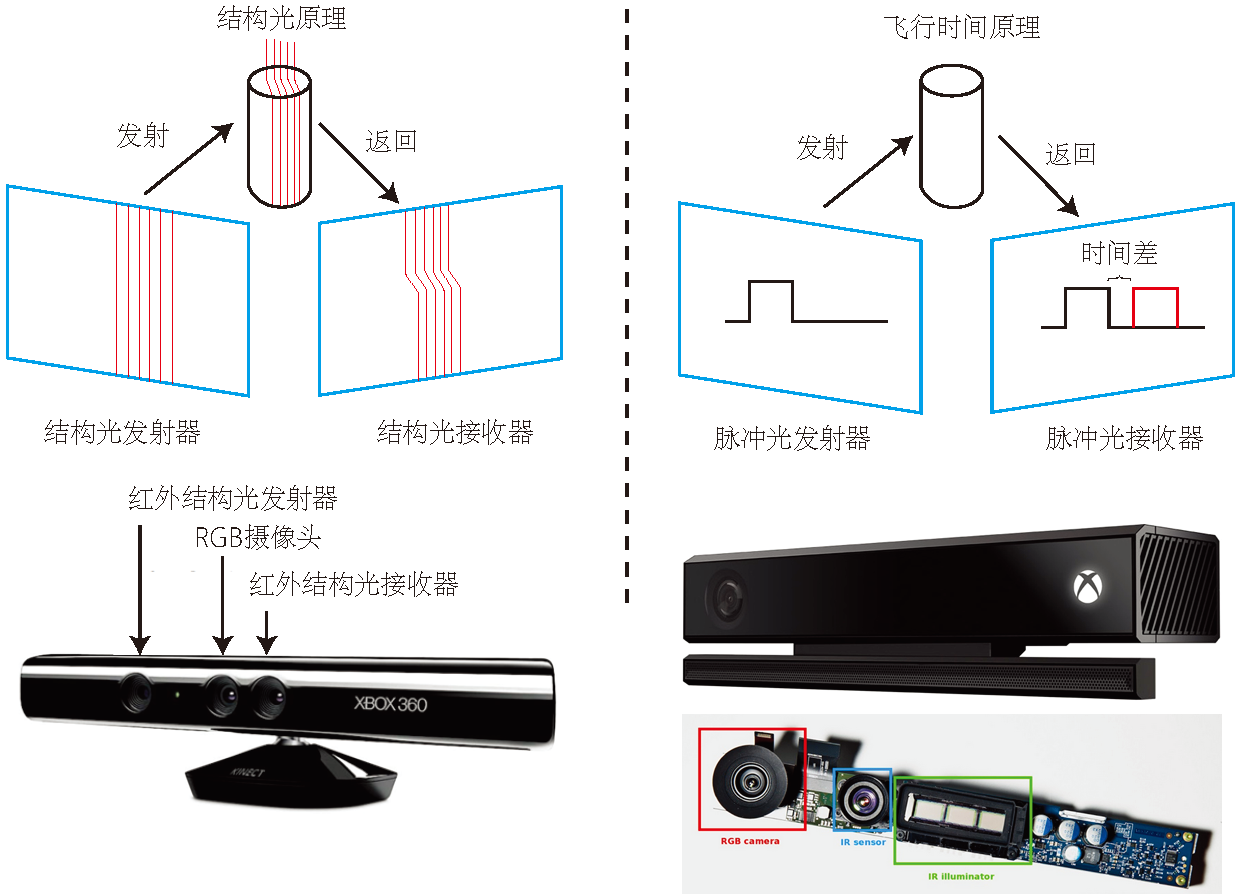 结构光原理
发射
返回
结构光发射器
结构光接收器
红外结构光发射器
RGB摄像头
红外结构光接收器
XBOX 360
KINECT
飞行时间原理
发射
返回
时间差
脉冲光发射器
脉冲光接收器
RGB camera
IR sensor
IR illuminator